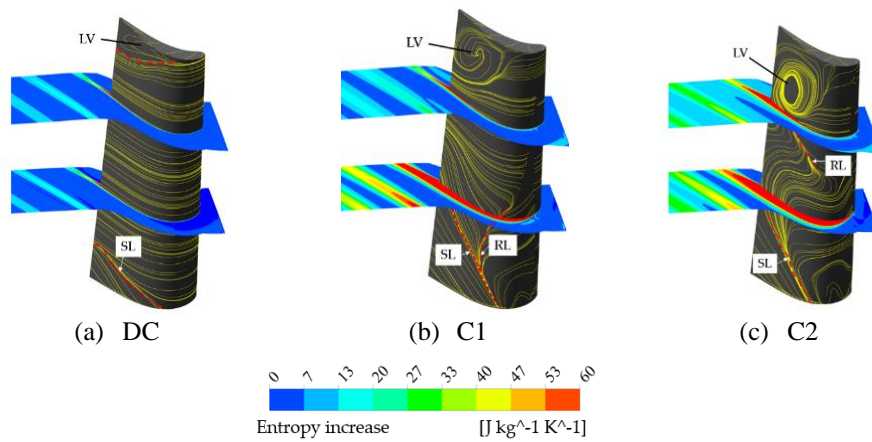 LV
SL
(a) DC
LV
SL
RL
(b) C1
LV
RL
SL
(c) C2
0 7 13 20 27 33 40 47 53 60
Entropy increase [J kg^-1 K^-1]